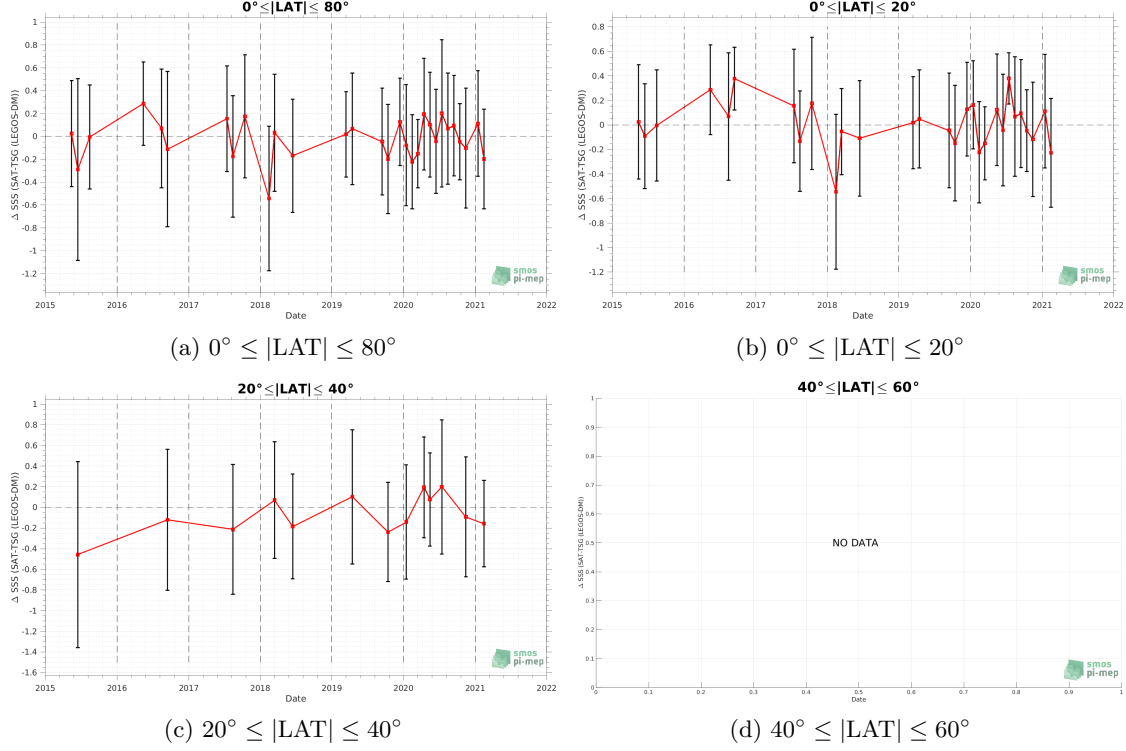 0°≤|LAT|≤ 80°
Δ SSS (SAT-TSG (LEGOS-DM))
1
0.8
0.6
0.4
0.2
0
-0.2
-0.4
-0.6
-0.8
-1
-1.2
2015 2016 2017 2018 2019 2020 2021 2022
Date
smos
pi-mep
(a) 0° ≤ |LAT| ≤ 80°
0°≤|LAT|≤ 20°
Δ SSS (SAT-TSG (LEGOS-DM))
0.8
0.6
0.4
0.2
0
-0.2
-0.4
-0.6
-0.8
-1
-1.2
2015 2016 2017 2018 2019 2020 2021 2022
Date
smos
pi-mep
(b) 0° ≤ |LAT| ≤ 20°
20°≤|LAT|≤ 40°
Δ SSS (SAT-TSG (LEGOS-DM))
1
0.8
0.6
0.4
0.2
0
-0.2
-0.4
-0.6
-0.8
-1
-1.2
-1.4
-1.6
2015 2016 2017 2018 2019 2020 2021 2022
Date
smos
pi-mep
(c) 20° ≤ |LAT| ≤ 40°
40°≤|LAT|≤ 60°
Δ SSS (SAT-TSG (LEGOS-DM))
1
0.9
0.8
0.7
0.6
0.5
0.4
0.3
0.2
0.1
0
NO DATA
0 0.1 0.2 0.3 0.4 0.5 0.6 0.7 0.8 0.9 1
Date
smos
pi-mep
(d) 40° ≤ |LAT| ≤ 60°